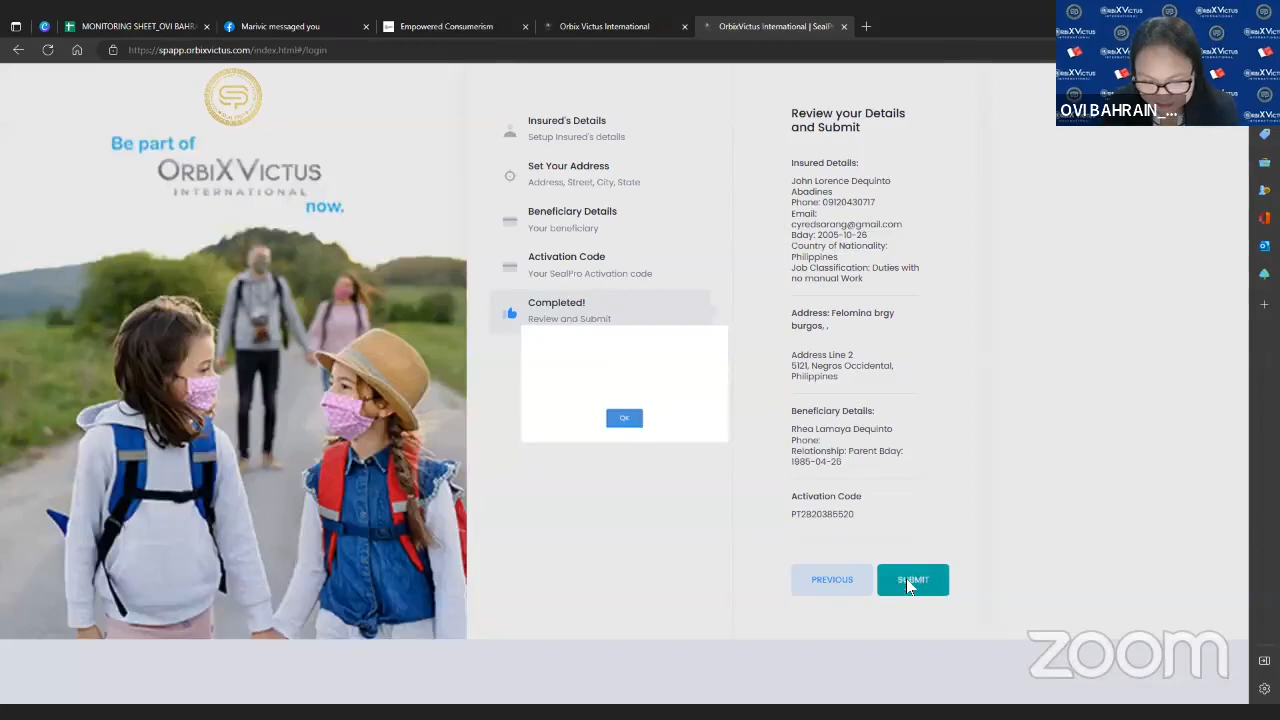 MONITORING SHEET_OVI BAHR
Marivic messaged you
Empowered Consumerism
Orbix Victus International
OrbixVictus International | SealP
https://spapp.orbixvictus.com/index.html#/login
Be part of
ORBIXVICTUS
INTERNATIONAL
now.
Insured's Details
Setup Insured's details
Set Your Address
Address, Street, City, State
Beneficiary Details
Your beneficiary
Activation Code
Your SealPro Activation code
Completed!
Review and Submit
OK
Review your Details
and Submit
Insured Details:
John Lorence Dequinto
Abadines
Phone: 09120430717
Email:
cyredsarang@gmail.com
Bday: 2005-10-26
Country of Nationality:
Philippines
Job Classification: Duties with
no manual Work
Address: Felomina brgy
burgos, ,
Address Line 2
5121, Negros Occidental,
Philippines
Beneficiary Details:
Rhea Lamaya Dequinto
Phone:
Relationship: Parent Bday:
1985-04-26
Activation Code
PT2820385520
PREVIOUS
SUBMIT
OVI BAHRAIN_...
zoom